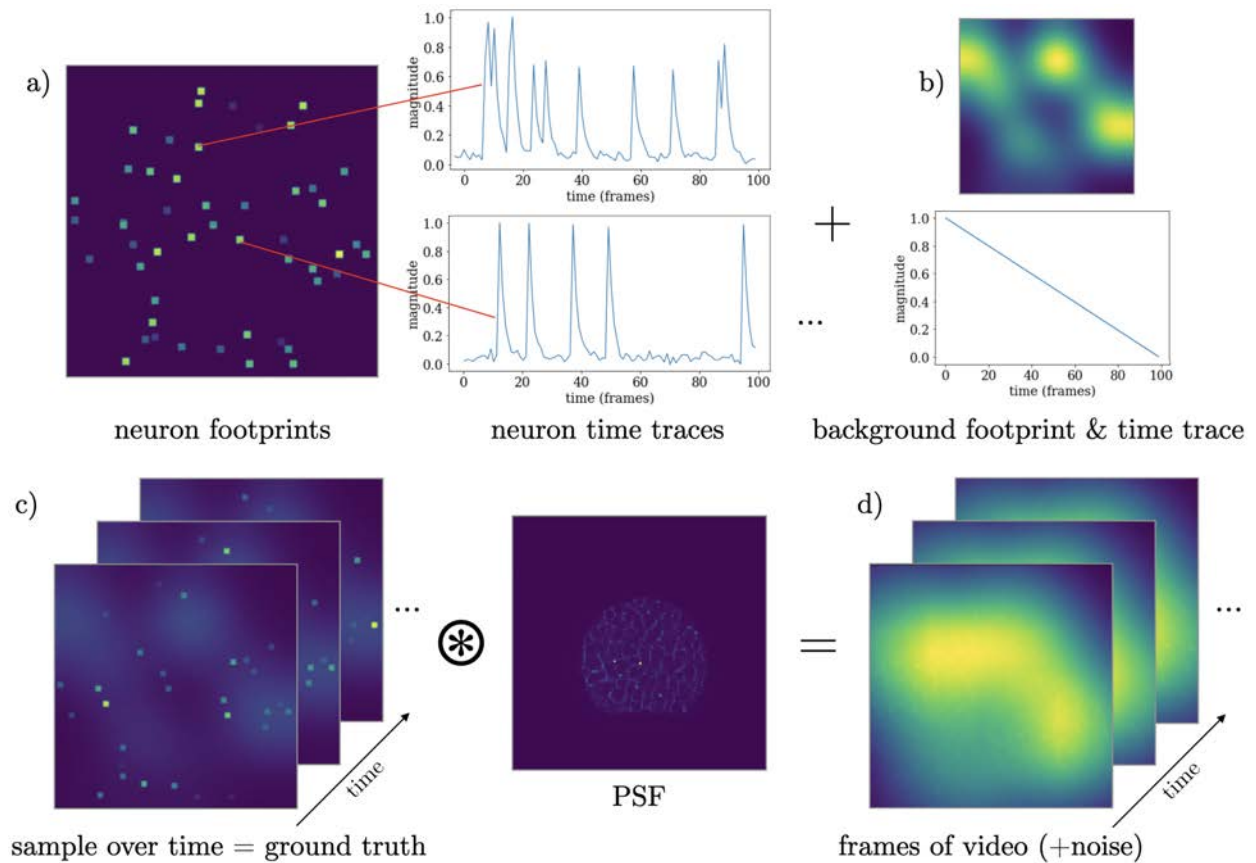 a)
1.0
0.8
0.6
0.4
0.2
0.0
magnitude
0
20
40
60
80
100
time (frames)
1.0
0.8
0.6
0.4
0.2
0.0
magnitude
0
20
40
60
80
100
time (frames)
...
+
b)
1.0
0.8
0.6
0.4
0.2
0.0
magnitude
0
20
40
60
80
100
time (frames)
neuron footprints
neuron time traces
background footprint & time trace
c)
...
time
sample over time = ground truth
⊛
PSF
=
d)
...
time
frames of video (+noise)